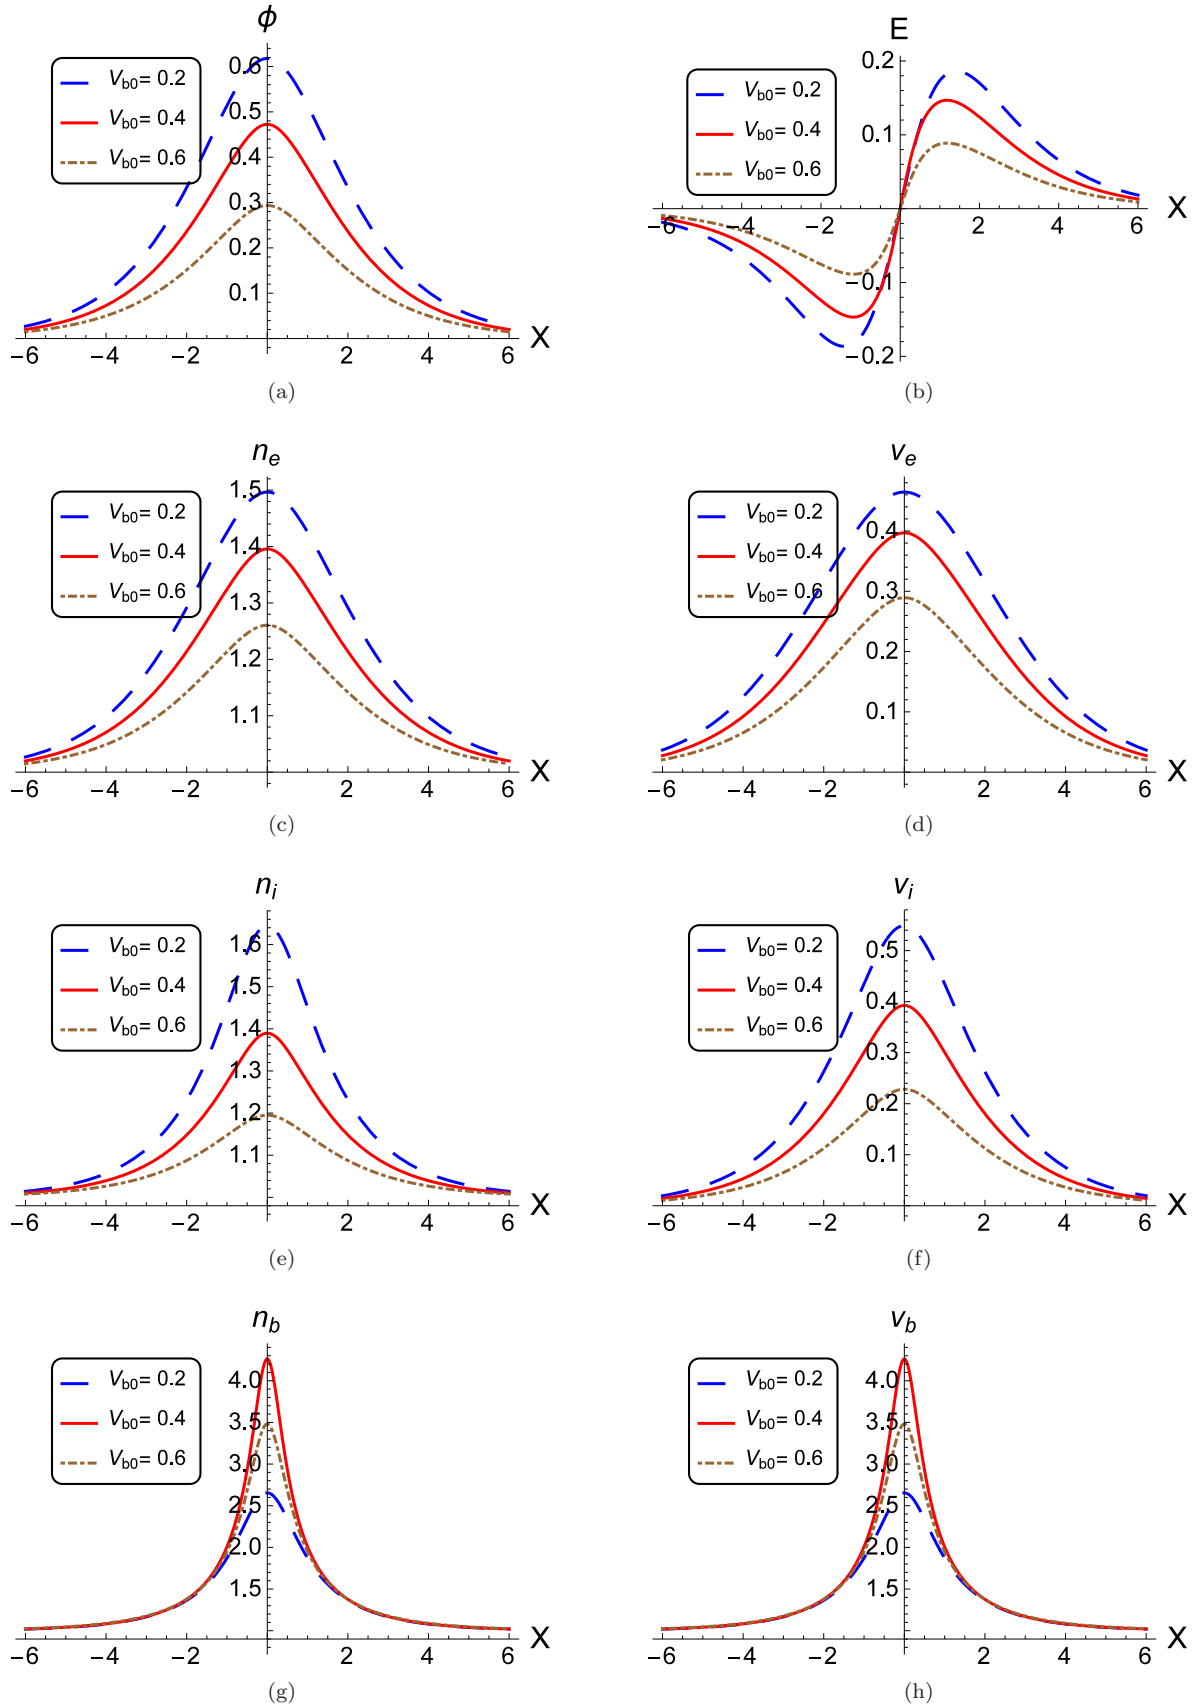 ϕ
V_b0 = 0.2
V_b0 = 0.4
V_b0 = 0.6
0.6
0.5
0.4
0.3
0.2
0.1
−6 −4 −2 2 4 6 X
(a)
E
V_b0 = 0.2
V_b0 = 0.4
V_b0 = 0.6
0.2
0.1
−6 −4 −2 2 4 6 X
−0.1
−0.2
(b)
n_e
V_b0 = 0.2
V_b0 = 0.4
V_b0 = 0.6
1.5
1.4
1.3
1.2
1.1
−6 −4 −2 2 4 6 X
(c)
v_e
V_b0 = 0.2
V_b0 = 0.4
V_b0 = 0.6
0.4
0.3
0.2
0.1
−6 −4 −2 2 4 6 X
(d)
n_i
V_b0 = 0.2
V_b0 = 0.4
V_b0 = 0.6
1.6
1.5
1.4
1.3
1.2
1.1
−6 −4 −2 2 4 6 X
(e)
v_i
V_b0 = 0.2
V_b0 = 0.4
V_b0 = 0.6
0.5
0.4
0.3
0.2
0.1
−6 −4 −2 2 4 6 X
(f)
n_b
V_b0 = 0.2
V_b0 = 0.4
V_b0 = 0.6
4.0
3.5
3.0
2.5
2.0
1.5
−6 −4 −2 2 4 6 X
(g)
v_b
V_b0 = 0.2
V_b0 = 0.4
V_b0 = 0.6
4.0
3.5
3.0
2.5
2.0
1.5
−6 −4 −2 2 4 6 X
(h)